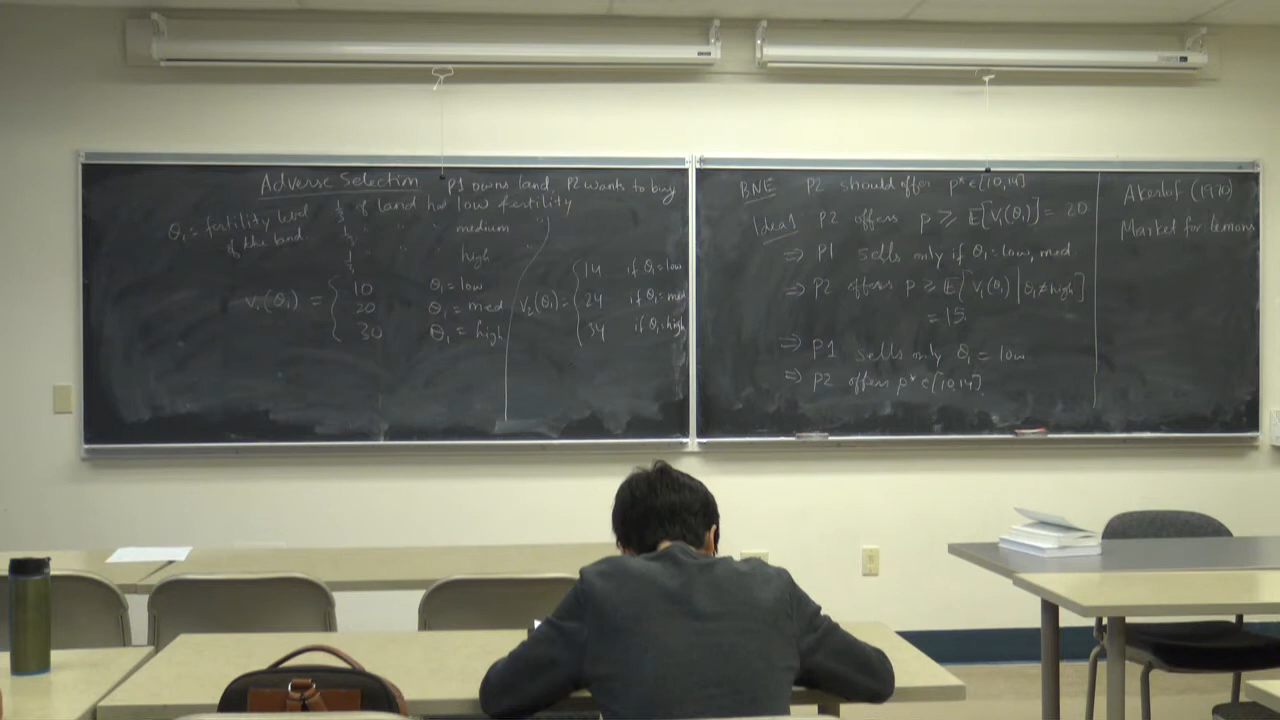 Adverse Selection P1 owns land, P2 wants to buy
θ₁ = fertility level of the land.
1/3 of land has low fertility
1/3 " " " medium "
1/3 " " high "
V₁(θ₁) = { 10 θ₁ = low
20 θ₁ = med
30 θ₁ = high
V₂(θ₁) = { 14 if θ₁ = low
24 if θ₁ = med
34 if θ₁ = high
BNE P2 should offer p* ∈ [10,14]
Idea: P2 offers p ≥ E[V₁(θ₁)] = 20
⇒ P1 sells only if θ₁ = low, med
⇒ P2 offers p ≥ E[V₁(θ₁) | θ₁ ≠ high]
= 15.
⇒ P1 sells only θ₁ = low
⇒ P2 offers p* ∈ [10,14].
Akerlof (1970)
Market for Lemons